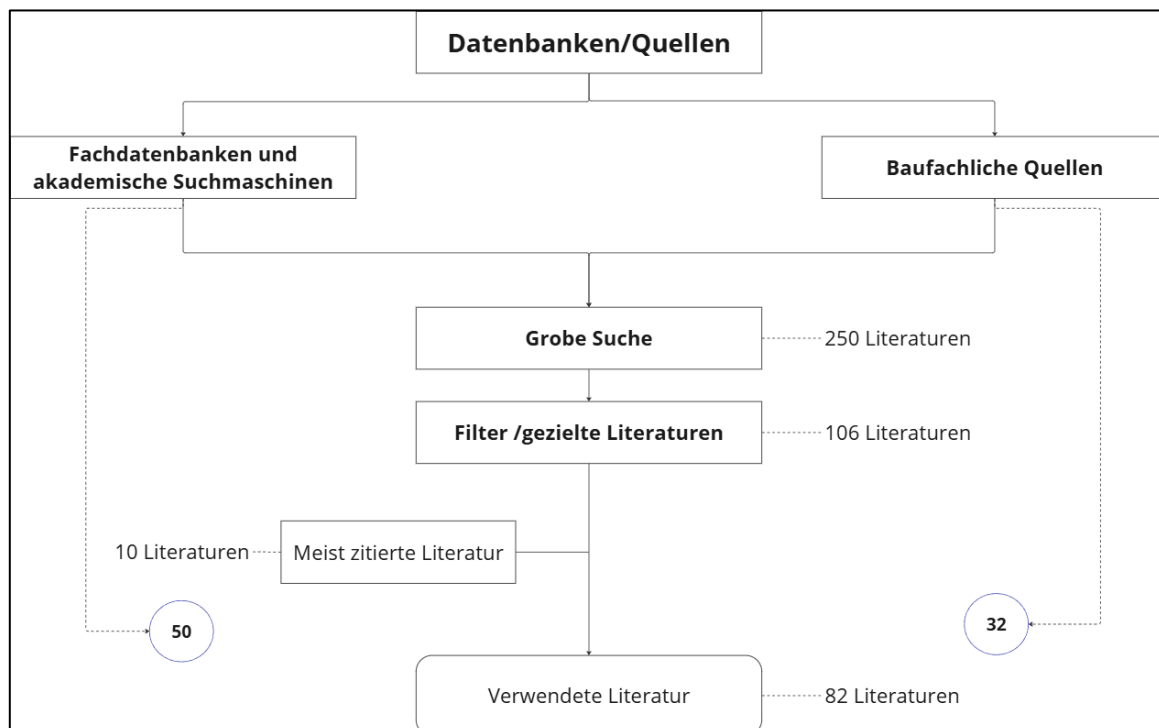 Datenbanken/Quellen
Fachdatenbanken und
akademische Suchmaschinen
Baufachliche Quellen
Grobe Suche
250 Literaturen
Filter /gezielte Literaturen
106 Literaturen
10 Literaturen
Meist zitierte Literatur
50
32
Verwendete Literatur
82 Literaturen